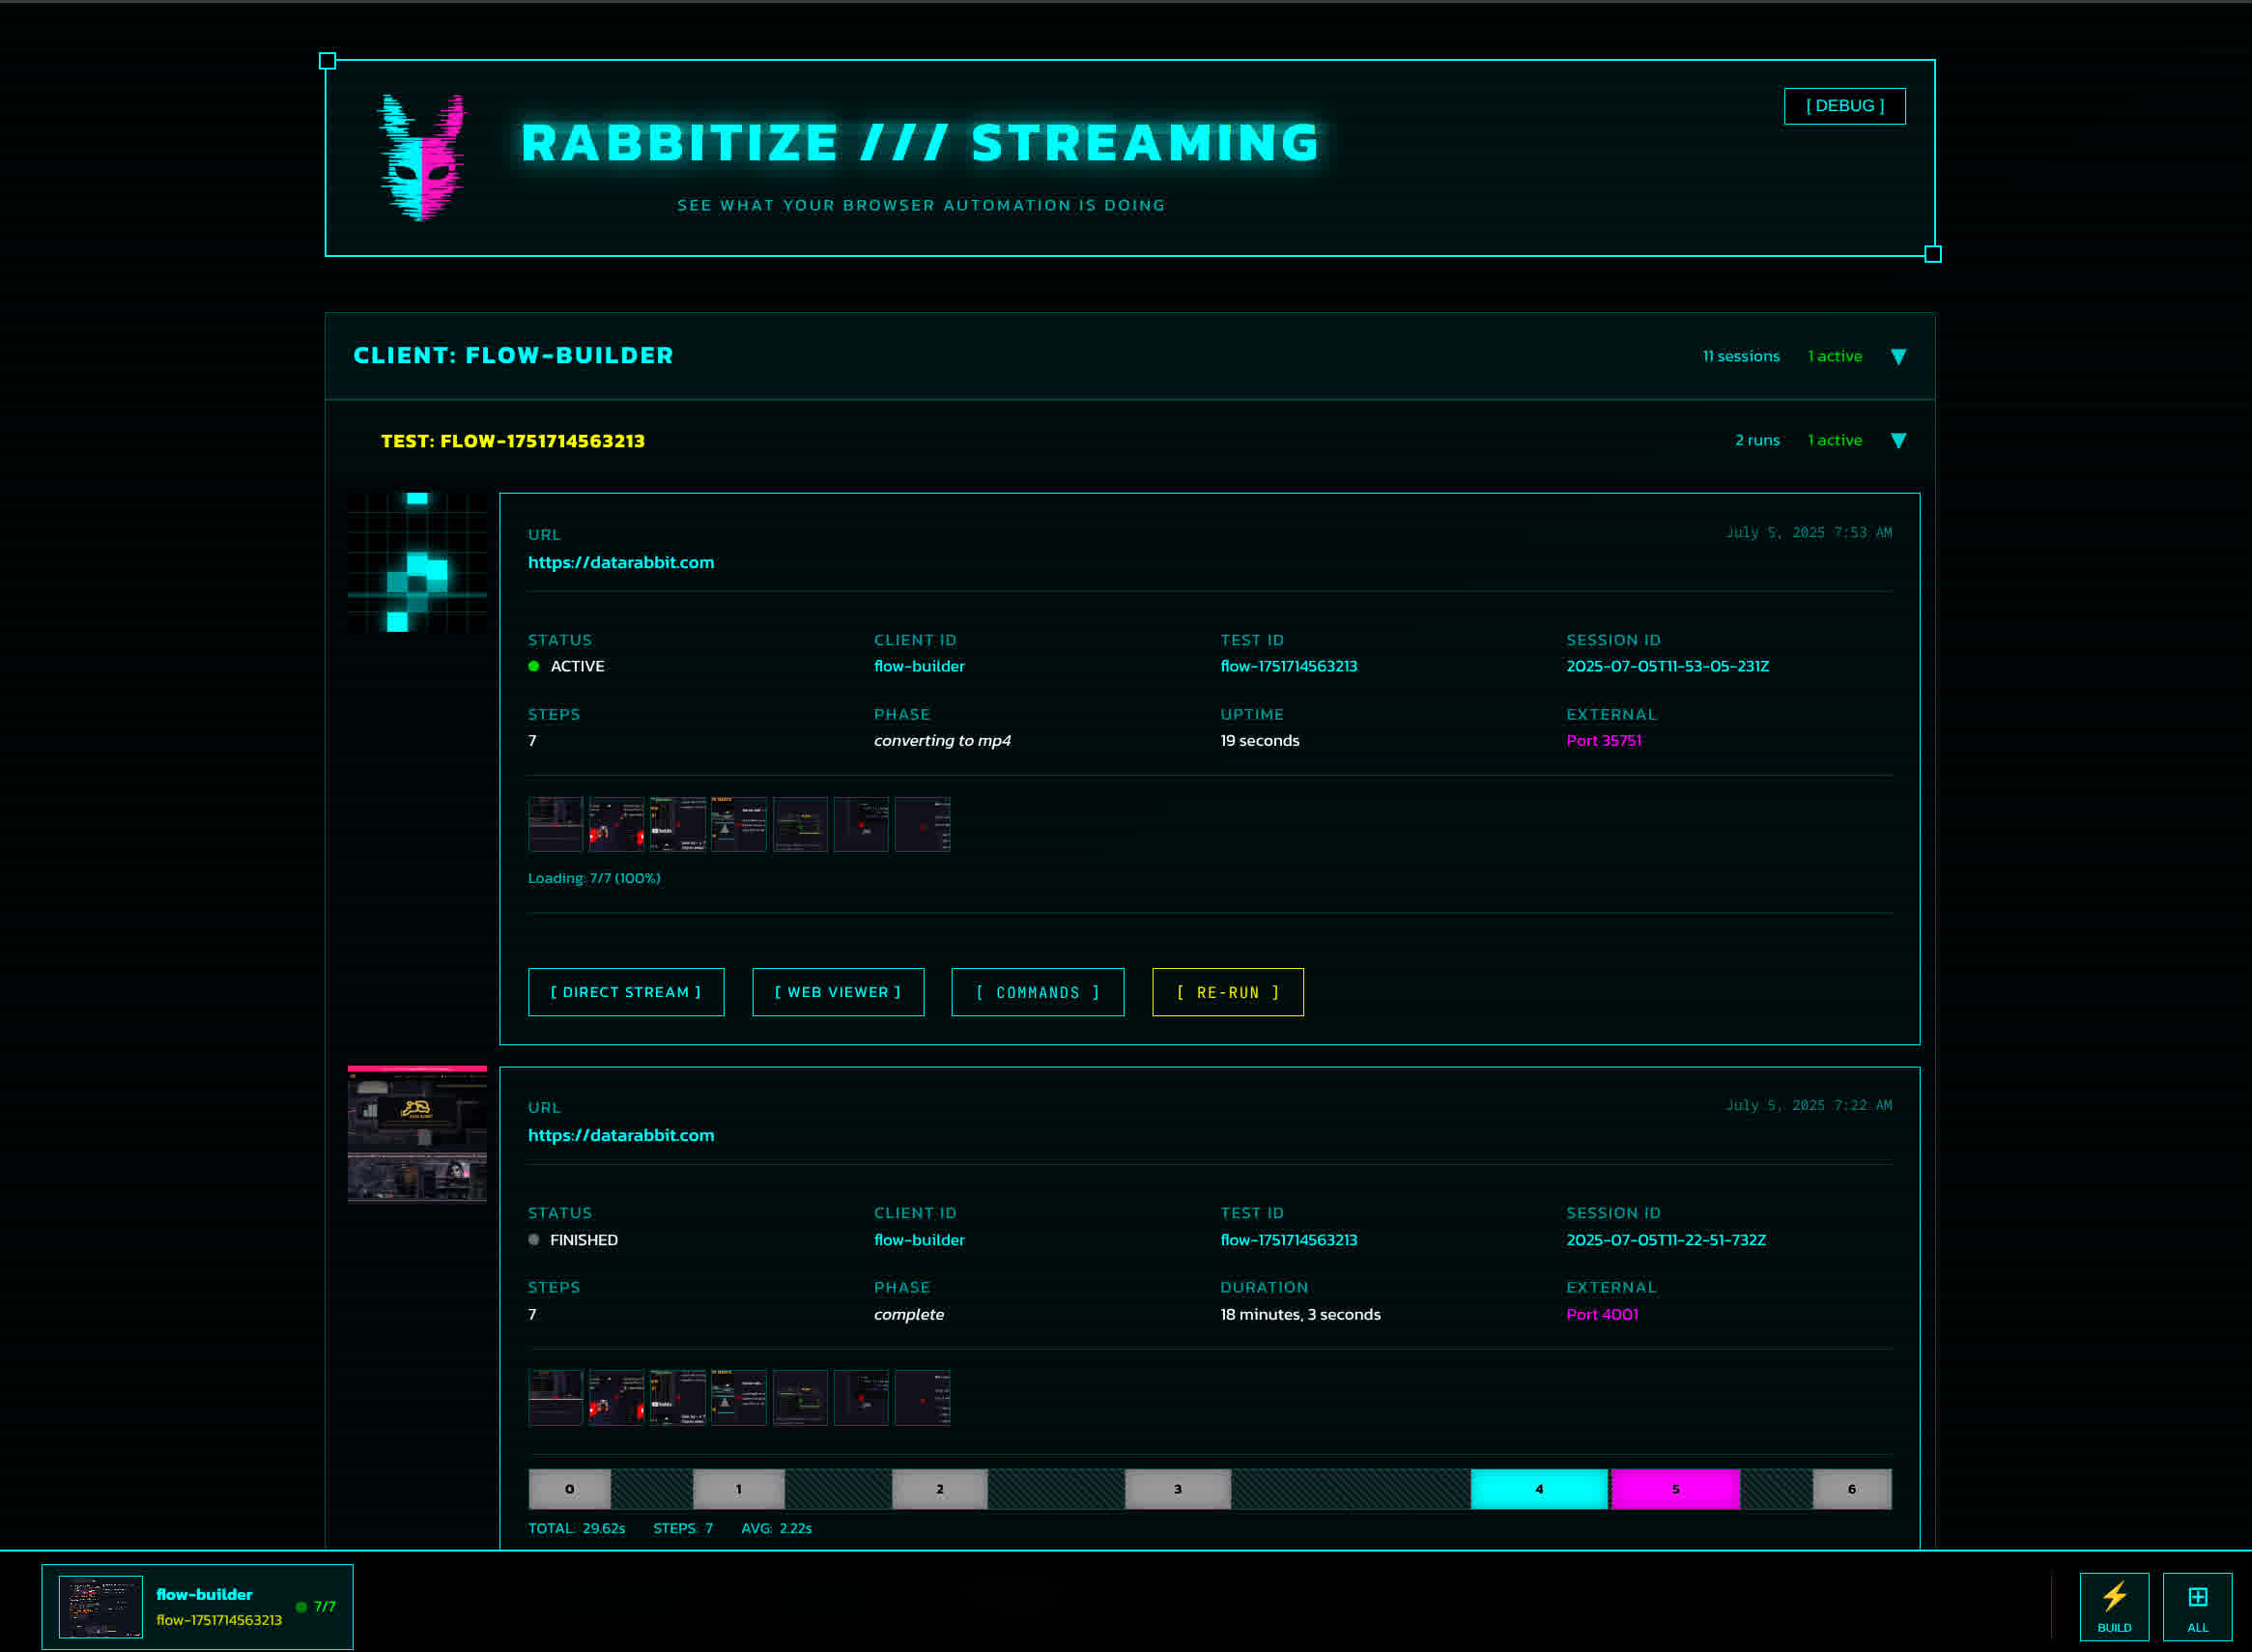 RABBITIZE /// STREAMING
[ DEBUG ]
SEE WHAT YOUR BROWSER AUTOMATION IS DOING
CLIENT: FLOW-BUILDER
11 sessions 1 active ▼
TEST: FLOW-1751714563213
2 runs 1 active ▼
URL
July 5, 2025 7:53 AM
https://datarabbit.com
STATUS CLIENT ID TEST ID SESSION ID
ACTIVE flow-builder flow-1751714563213 2025-07-05T11-53-05-231Z
STEPS PHASE UPTIME EXTERNAL
7 converting to mp4 19 seconds Port 35751
Loading: 7/7 (100%)
[ DIRECT STREAM ] [ WEB VIEWER ] [ COMMANDS ] [ RE-RUN ]
URL
July 5, 2025 7:22 AM
https://datarabbit.com
STATUS CLIENT ID TEST ID SESSION ID
FINISHED flow-builder flow-1751714563213 2025-07-05T11-22-51-732Z
STEPS PHASE DURATION EXTERNAL
7 complete 18 minutes, 3 seconds Port 4001
0 1 2 3 4 5 6
TOTAL: 29.62s STEPS: 7 AVG: 2.22s
flow-builder
flow-1751714563213
7/7
BUILD
ALL